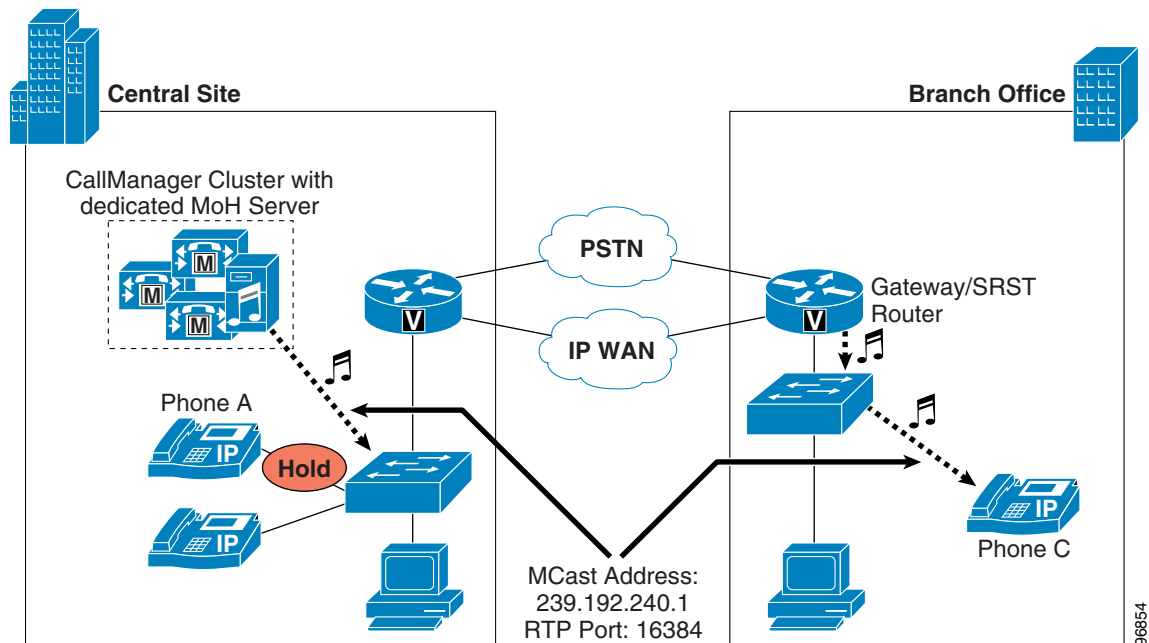 Central Site
Branch Office
CallManager Cluster with
dedicated MoH Server
M
M
M
PSTN
IP WAN
V
V
Gateway/SRST
Router
Phone A
IP
Hold
IP
IP
Phone C
MCast Address:
239.192.240.1
RTP Port: 16384
96854